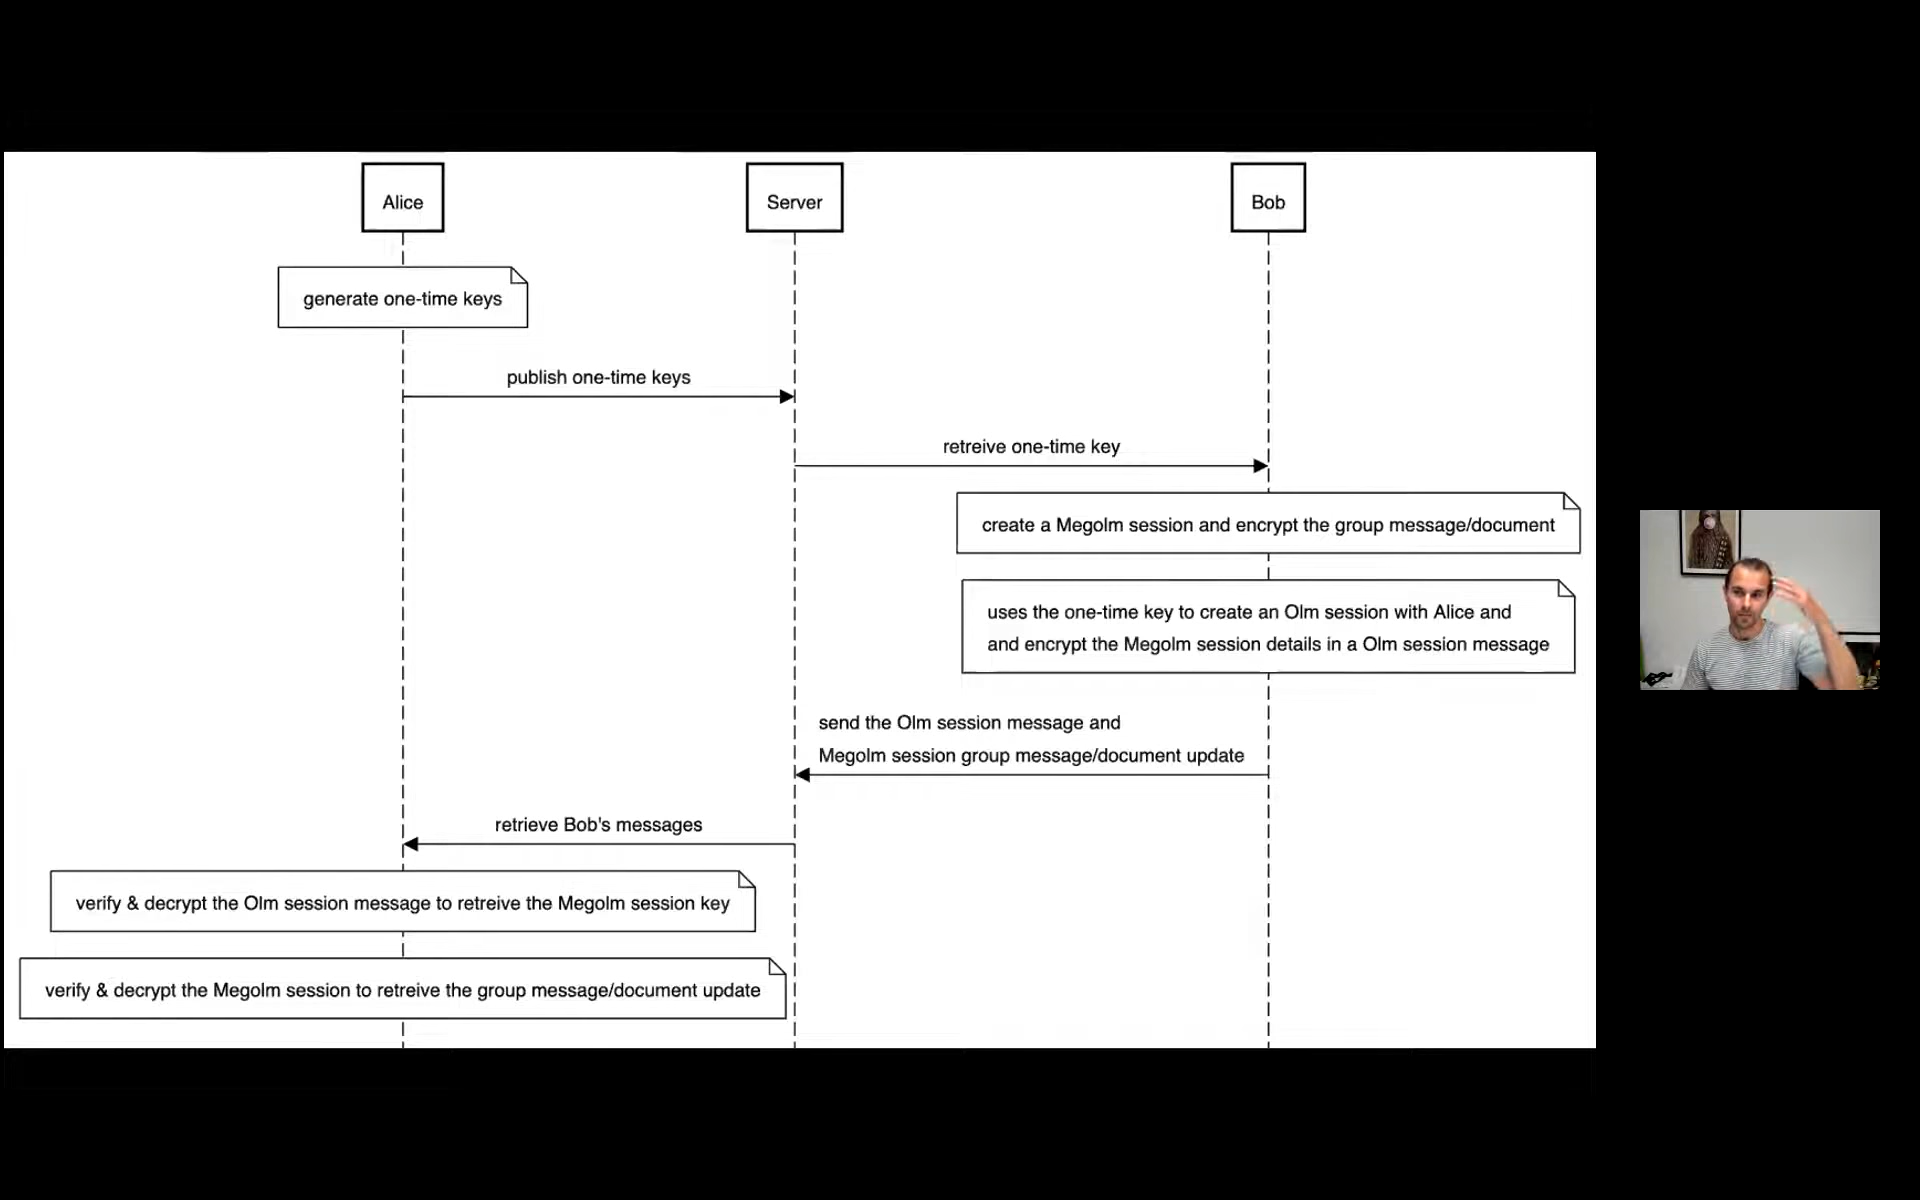 Alice
Server
Bob
generate one-time keys
publish one-time keys
retreive one-time key
create a Megolm session and encrypt the group message/document
uses the one-time key to create an Olm session with Alice and
and encrypt the Megolm session details in a Olm session message
send the Olm session message and
Megolm session group message/document update
retrieve Bob's messages
verify & decrypt the Olm session message to retreive the Megolm session key
verify & decrypt the Megolm session to retreive the group message/document update